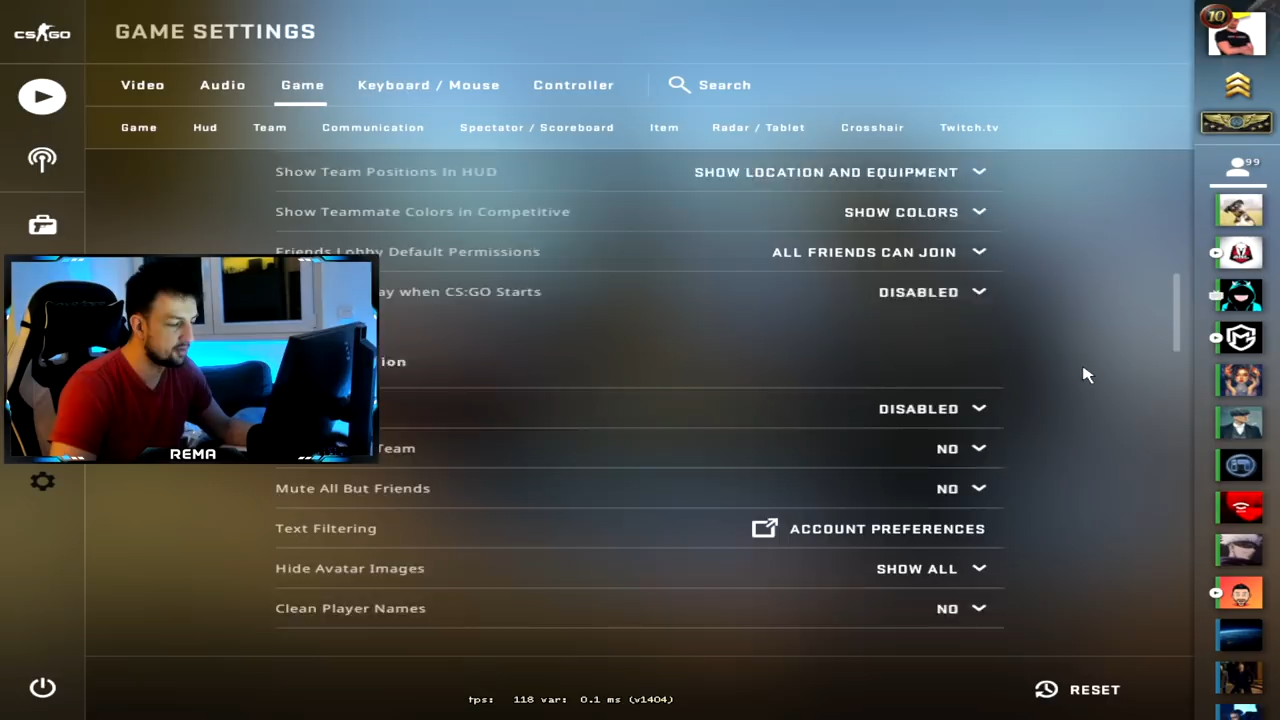 CS GO
GAME SETTINGS
10
Video Audio Game Keyboard / Mouse Controller Search
Game Hud Team Communication Spectator / Scoreboard Item Radar / Tablet Crosshair Twitch.tv
99
Show Team Positions In HUD SHOW LOCATION AND EQUIPMENT
Show Teammate Colors in Competitive SHOW COLORS
Friends Lobby Default Permissions ALL FRIENDS CAN JOIN
ay when CS:GO Starts DISABLED
ion
DISABLED
Team NO
REMA
Mute All But Friends NO
Text Filtering ACCOUNT PREFERENCES
Hide Avatar Images SHOW ALL
Clean Player Names NO
RESET
fps: 118 var: 0.1 ms (v1404)